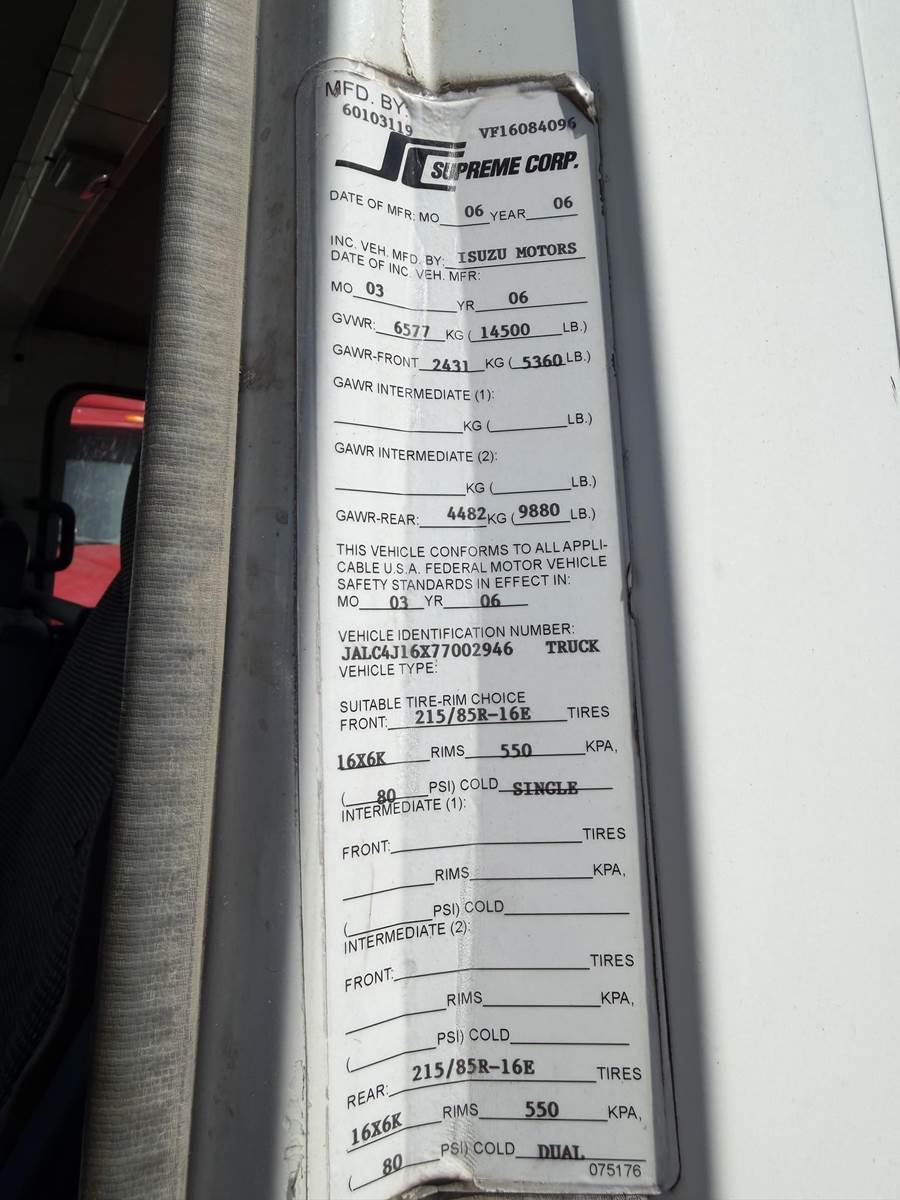 MFD. BY:
60103119 VF16084096
SC SUPREME CORP.
DATE OF MFR: MO 06 YEAR 06
INC. VEH. MFD. BY: ISUZU MOTORS
DATE OF INC. VEH. MFR:
MO 03 YR 06
GVWR: 6577 KG ( 14500 LB.)
GAWR-FRONT 2431 KG ( 5360 LB.)
GAWR INTERMEDIATE (1):
KG ( LB.)
GAWR INTERMEDIATE (2):
KG ( LB.)
GAWR-REAR: 4482 KG ( 9880 LB.)
THIS VEHICLE CONFORMS TO ALL APPLI-
CABLE U.S.A. FEDERAL MOTOR VEHICLE
SAFETY STANDARDS IN EFFECT IN:
MO 03 YR 06
VEHICLE IDENTIFICATION NUMBER:
JALC4J16X77002946 TRUCK
VEHICLE TYPE:
SUITABLE TIRE-RIM CHOICE
FRONT: 215/85R-16E TIRES
16X6K RIMS 550 KPA,
( 80 PSI) COLD SINGLE
INTERMEDIATE (1):
FRONT: TIRES
RIMS KPA,
( PSI) COLD
INTERMEDIATE (2):
FRONT: TIRES
RIMS KPA,
( PSI) COLD
REAR: 215/85R-16E TIRES
16X6K RIMS 550 KPA,
( 80 PSI) COLD DUAL
075176